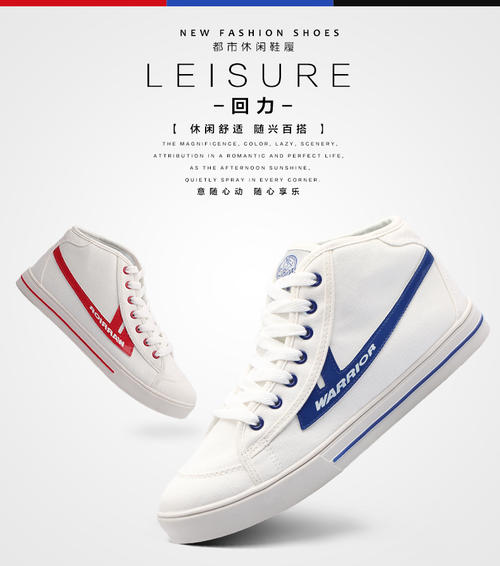 NEW FASHION SHOES
都市休闲鞋履
LEISURE
–回力–
【 休闲舒适 随兴百搭 】
THE MAGNIFIGENCE, COLOR, LAZY, SCENERY,
ATTRIBUTION IN A ROMANTIC AND PERFECT LIFE,
AS THE AFTERNOON SUNSHINE,
QUIETLY SPRAY IN EVERY CORNER.
意随心动 随心享乐
WARRIOR
WARRIOR